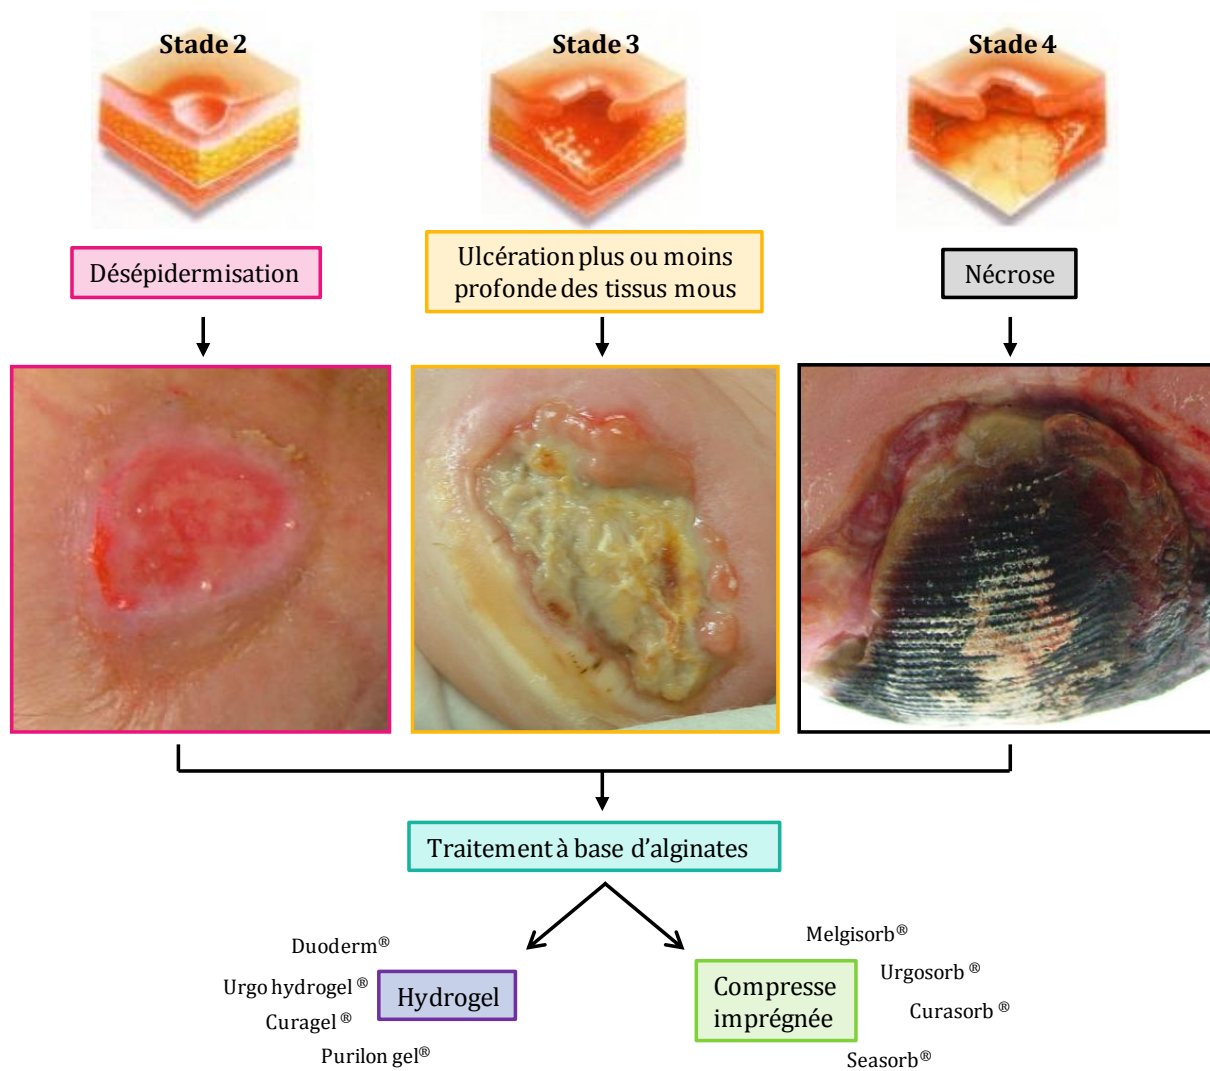 Stade 2
Stade 3
Stade 4
Désépidermisation
Ulcération plus ou moins
profonde des tissus mous
Nécrose
Traitement à base d'alginates
Duoderm®
Urgo hydrogel ®
Curagel ®
Purilon gel®
Hydrogel
Compresse
imprégnée
Melgisorb®
Urgosorb ®
Curasorb ®
Seasorb®